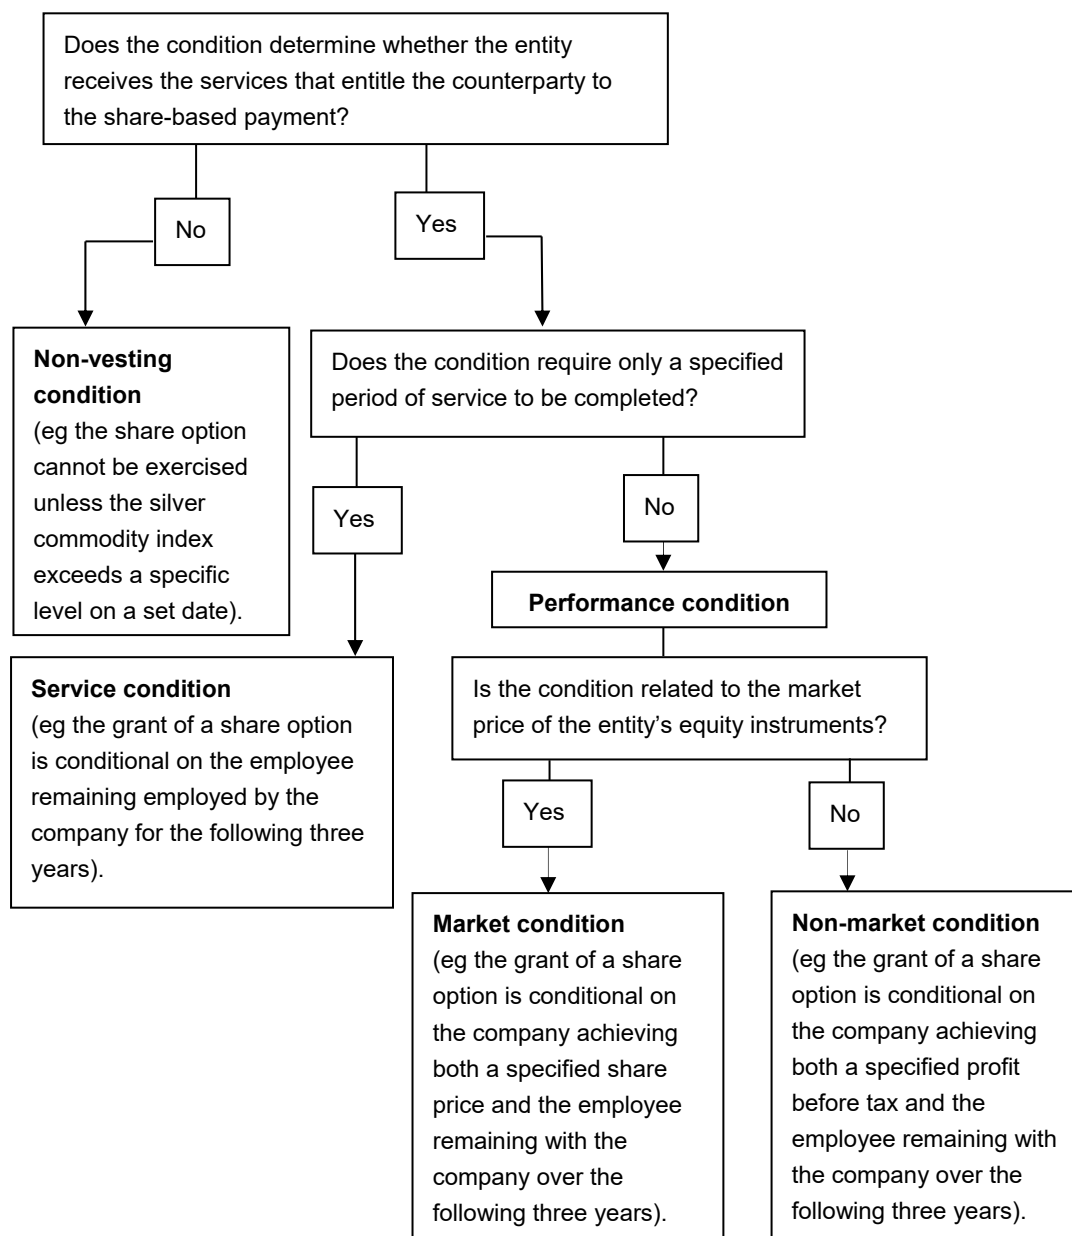 Does the condition determine whether the entity
receives the services that entitle the counterparty to
the share-based payment?
No
Yes
Non-vesting
condition
(eg the share option
cannot be exercised
unless the silver
commodity index
exceeds a specific
level on a set date).
Does the condition require only a specified
period of service to be completed?
Yes
No
Service condition
(eg the grant of a share option
is conditional on the employee
remaining employed by the
company for the following three
years).
Performance condition
Is the condition related to the market
price of the entity’s equity instruments?
Yes
No
Market condition
(eg the grant of a share
option is conditional on
the company achieving
both a specified share
price and the employee
remaining with the
company over the
following three years).
Non-market condition
(eg the grant of a share
option is conditional on
the company achieving
both a specified profit
before tax and the
employee remaining with
the company over the
following three years).